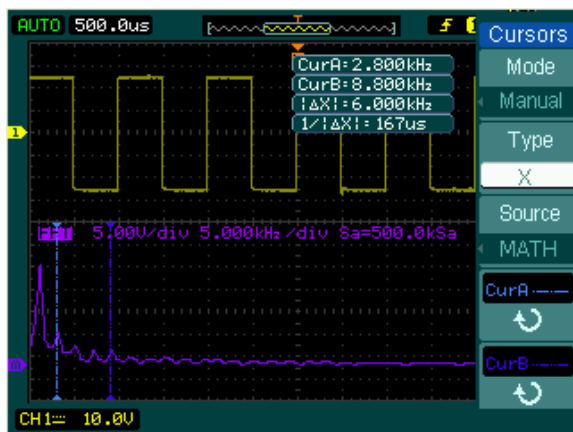 AUTO 500.0us
Cursors
CurA: 2.800kHz
CurB: 8.800kHz
|ΔX|: 6.000kHz
1/|ΔX|: 167us
Mode
Manual
Type
X
Source
MATH
CurA
CurB
1
FFT 5.00V/div 5.000kHz/div Sa=500.0kSa
CH1 10.0V